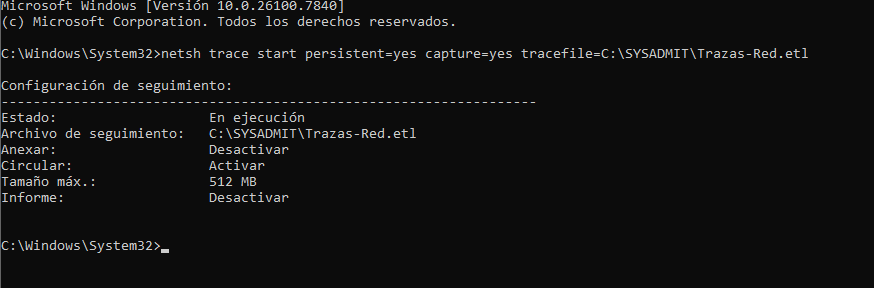 Microsoft Windows [Versión 10.0.26100.7840]
(c) Microsoft Corporation. Todos los derechos reservados.
C:\Windows\System32>netsh trace start persistent=yes capture=yes tracefile=C:\SYSADMIT\Trazas-Red.etl
Configuración de seguimiento:
-------------------------------------------------------------------
Estado: En ejecución
Archivo de seguimiento: C:\SYSADMIT\Trazas-Red.etl
Anexar: Desactivar
Circular: Activar
Tamaño máx.: 512 MB
Informe: Desactivar
C:\Windows\System32>